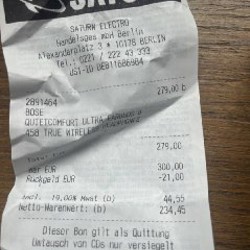 SATURN ELECTRO
Handelsges mbH Berlin
Alexanderplatz 3 * 10178 BERLIN
Tel.: 0221 / 222 43 333
UST-ID DE811686984
279,00 b
2891464
BOSE
QUIETCOMFORT ULTRA
458 TRUE WIRELESS
279,00
BAR EUR 300,00
Rückgeld EUR -21,00
Incl. 19,00% Mwst (b) 44,55
Netto-Warenwert: (b) 234,45
Dieser Bon gilt als Quittung
Umtausch von CDs nur versiegelt